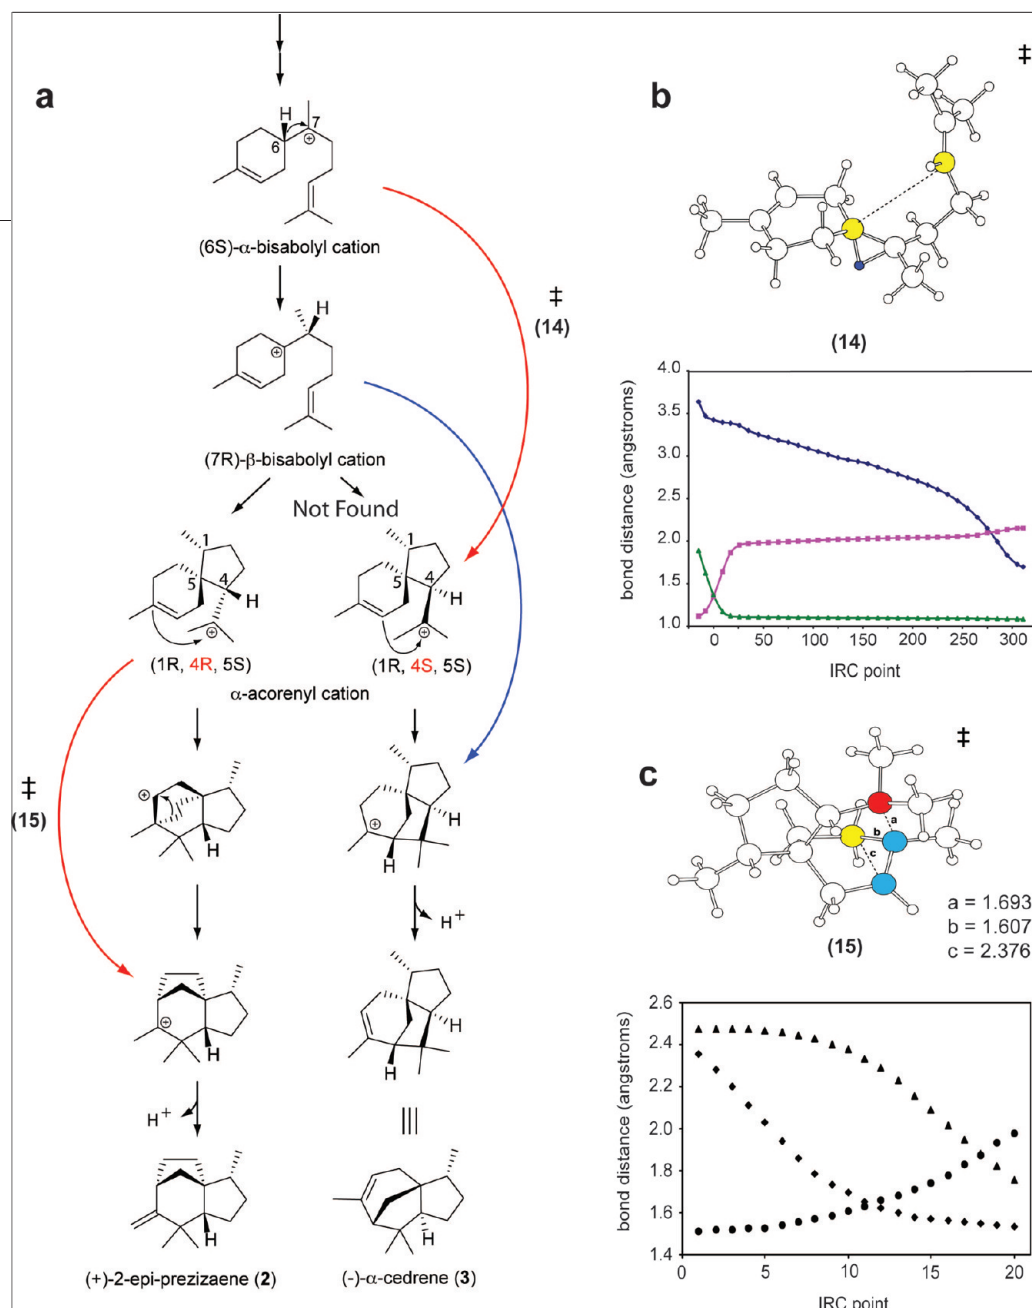 a
H
7
6
⊕
(6S)-α-bisabolyl cation
‡
(14)
H
⊕
(7R)-β-bisabolyl cation
Not Found
1
5
4
H
⊕
(1R, 4R, 5S)
1
5
4
H
⊕
(1R, 4S, 5S)
α-acorenyl cation
‡
(15)
⊕
H
H
⊕
H
H⁺
⊕
H
H
H
H⁺
H
H
(+)-2-epi-prezizaene (2)
(-)-α-cedrene (3)
b
‡
(14)
4.0
3.5
3.0
2.5
2.0
1.5
1.0
bond distance (angstroms)
0 50 100 150 200 250 300
IRC point
c
‡
a
b
c
a = 1.693
b = 1.607
c = 2.376
(15)
2.6
2.4
2.2
2.0
1.8
1.6
1.4
bond distance (angstroms)
0 5 10 15 20
IRC point